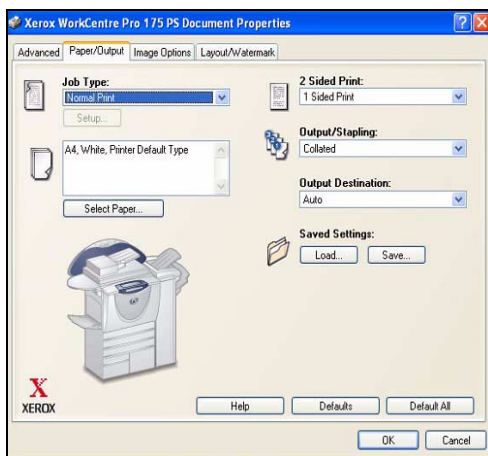 Xerox WorkCentre Pro 175 PS Document Properties
Advanced
Paper/Output
Image Options
Layout/Watermark
Job Type:
Normal Print
Setup...
A4, White, Printer Default Type
Select Paper...
2 Sided Print:
1 Sided Print
Output/Stapling:
Collated
Output Destination:
Auto
Saved Settings:
Load...
Save...
X
XEROX
Help
Defaults
Default All
OK
Cancel